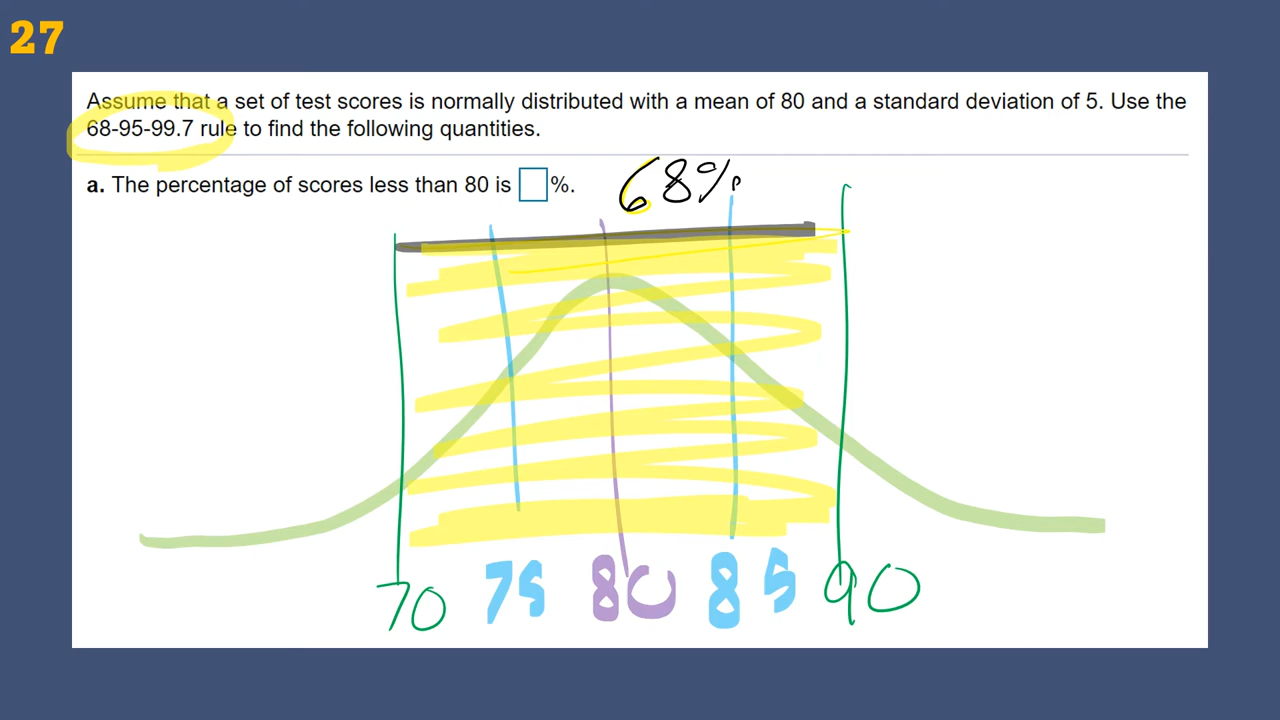 27
Assume that a set of test scores is normally distributed with a mean of 80 and a standard deviation of 5. Use the
68-95-99.7 rule to find the following quantities.
a. The percentage of scores less than 80 is %.
68%
70 75 80 85 90